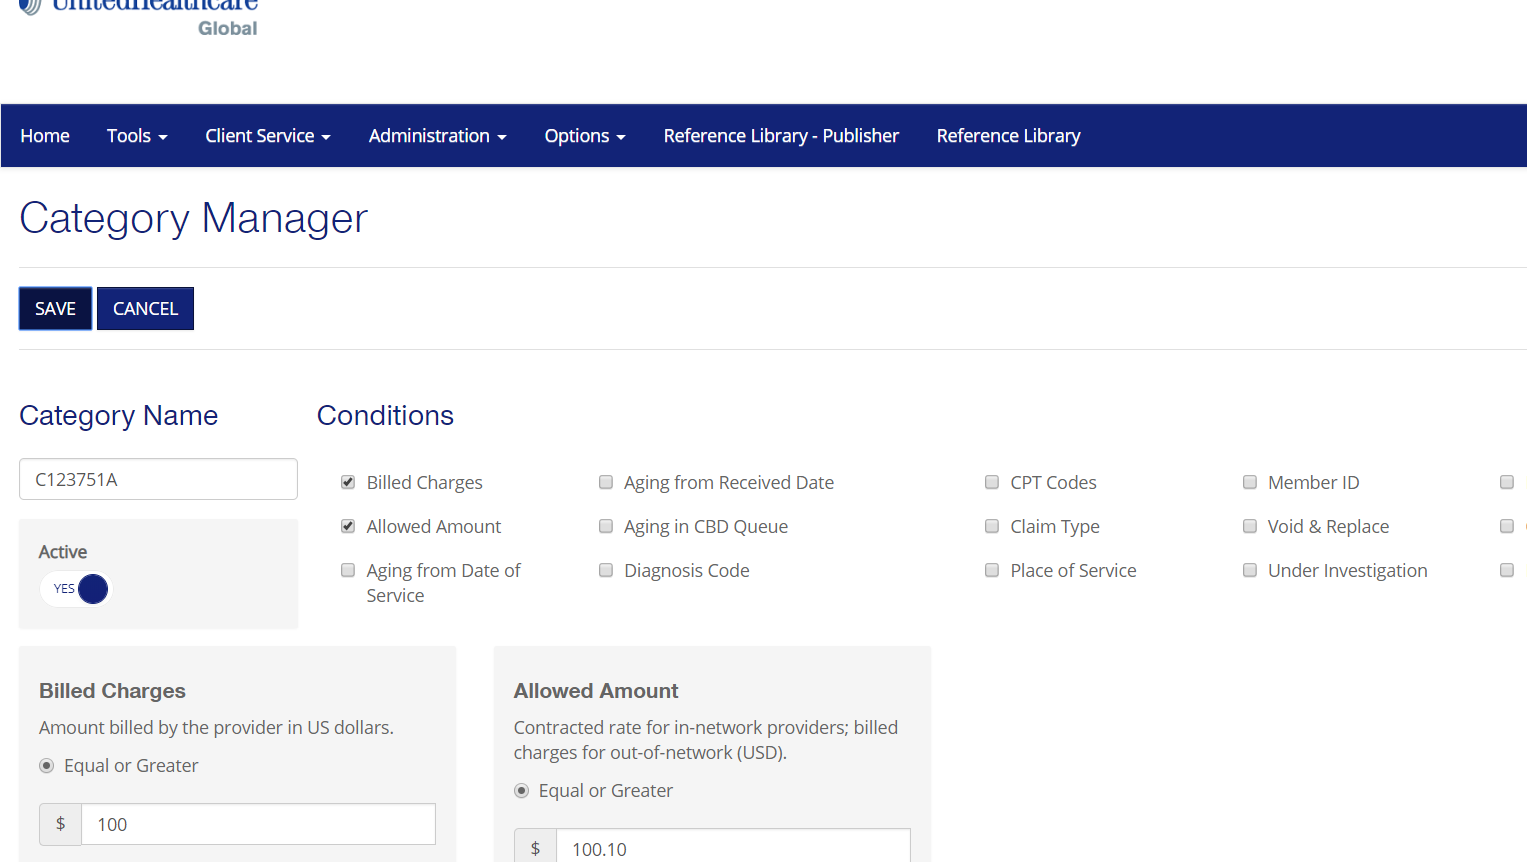 UnitedHealthcare
Global
Home Tools Client Service Administration Options Reference Library - Publisher Reference Library
Category Manager
SAVE CANCEL
Category Name
C123751A
Active
YES
Conditions
Billed Charges Aging from Received Date CPT Codes Member ID
Allowed Amount Aging in CBD Queue Claim Type Void & Replace
Aging from Date of Diagnosis Code Place of Service Under Investigation
Service
Billed Charges
Amount billed by the provider in US dollars.
Equal or Greater
$ 100
Allowed Amount
Contracted rate for in-network providers; billed
charges for out-of-network (USD).
Equal or Greater
$ 100.10